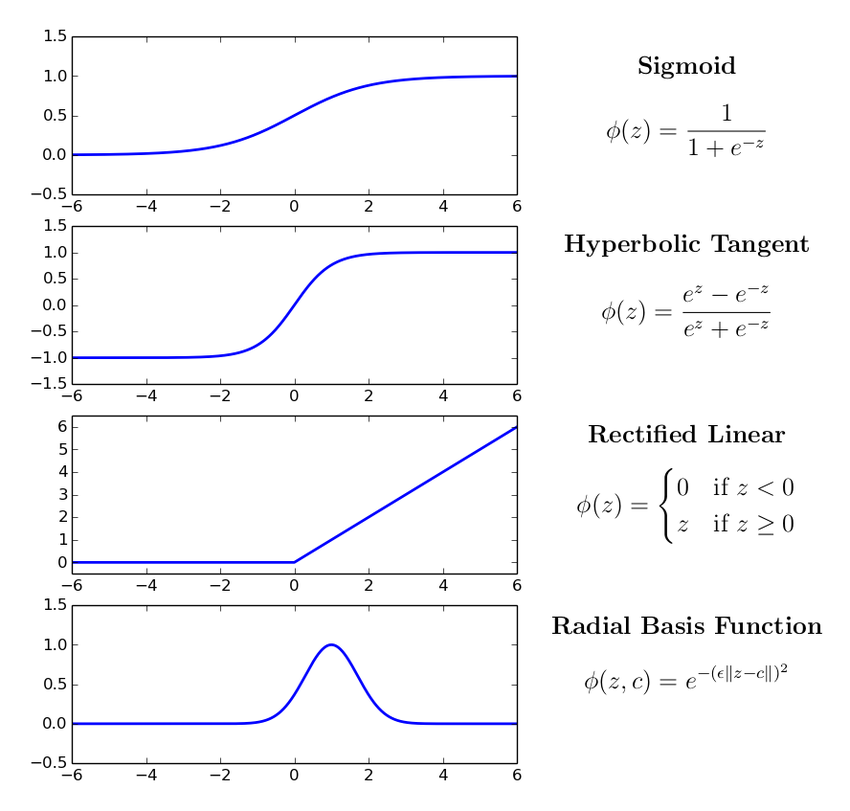 1.5
1.0
0.5
0.0
−0.5
−6 −4 −2 0 2 4 6
Sigmoid
ϕ(z) = 1 / (1 + e^{−z})
1.5
1.0
0.5
0.0
−0.5
−1.0
−1.5
−6 −4 −2 0 2 4 6
Hyperbolic Tangent
ϕ(z) = (e^z − e^{−z}) / (e^z + e^{−z})
6
5
4
3
2
1
0
−6 −4 −2 0 2 4 6
Rectified Linear
ϕ(z) = { 0 if z < 0
z if z ≥ 0
1.5
1.0
0.5
0.0
−0.5
−6 −4 −2 0 2 4 6
Radial Basis Function
ϕ(z, c) = e^{−(ϵ‖z−c‖)^2}